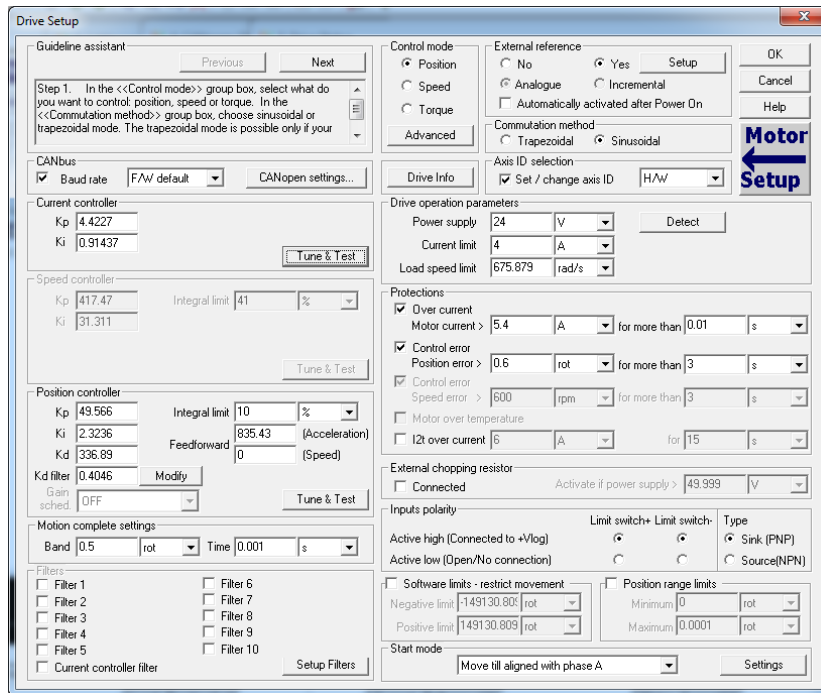 Drive Setup
Guideline assistant
Previous
Next
Step 1. In the <<Control mode>> group box, select what do
you want to control: position, speed or torque. In the
<<Commutation method>> group box, choose sinusoidal or
trapezoidal mode. The trapezoidal mode is possible only if your
Control mode
Position
Speed
Torque
Advanced
External reference
No
Yes
Setup
Analogue
Incremental
Automatically activated after Power On
Commutation method
Trapezoidal
Sinusoidal
OK
Cancel
Help
Motor
Setup
CANbus
Baud rate
F/W default
CANopen settings...
Drive Info
Axis ID selection
Set / change axis ID
H/W
Current controller
Kp 4.4227
Ki 0.91437
Tune & Test
Drive operation parameters
Power supply 24 V
Detect
Current limit 4 A
Load speed limit 675.879 rad/s
Speed controller
Kp 417.47 Integral limit 41 %
Ki 31.311
Tune & Test
Protections
Over current
Motor current > 5.4 A for more than 0.01 s
Control error
Position error > 0.6 rot for more than 3 s
Control error
Speed error > 600 rpm for more than 3 s
Motor over temperature
I2t over current 6 A for 15 s
Position controller
Kp 49.566 Integral limit 10 %
Ki 2.3236 Feedforward 835.43 (Acceleration)
Kd 336.89 0 (Speed)
Kd filter 0.4046 Modify
Gain
sched. OFF
Tune & Test
External chopping resistor
Connected Activate if power supply > 49.999 V
Motion complete settings
Band 0.5 rot Time 0.001 s
Inputs polarity
Limit switch+ Limit switch- Type
Active high (Connected to +Vlog) Sink (PNP)
Active low (Open/No connection) Source(NPN)
Filters
Filter 1 Filter 6
Filter 2 Filter 7
Filter 3 Filter 8
Filter 4 Filter 9
Filter 5 Filter 10
Current controller filter
Setup Filters
Software limits - restrict movement
Negative limit -149130.809 rot
Positive limit 149130.809 rot
Position range limits
Minimum 0 rot
Maximum 0.0001 rot
Start mode
Move till aligned with phase A
Settings